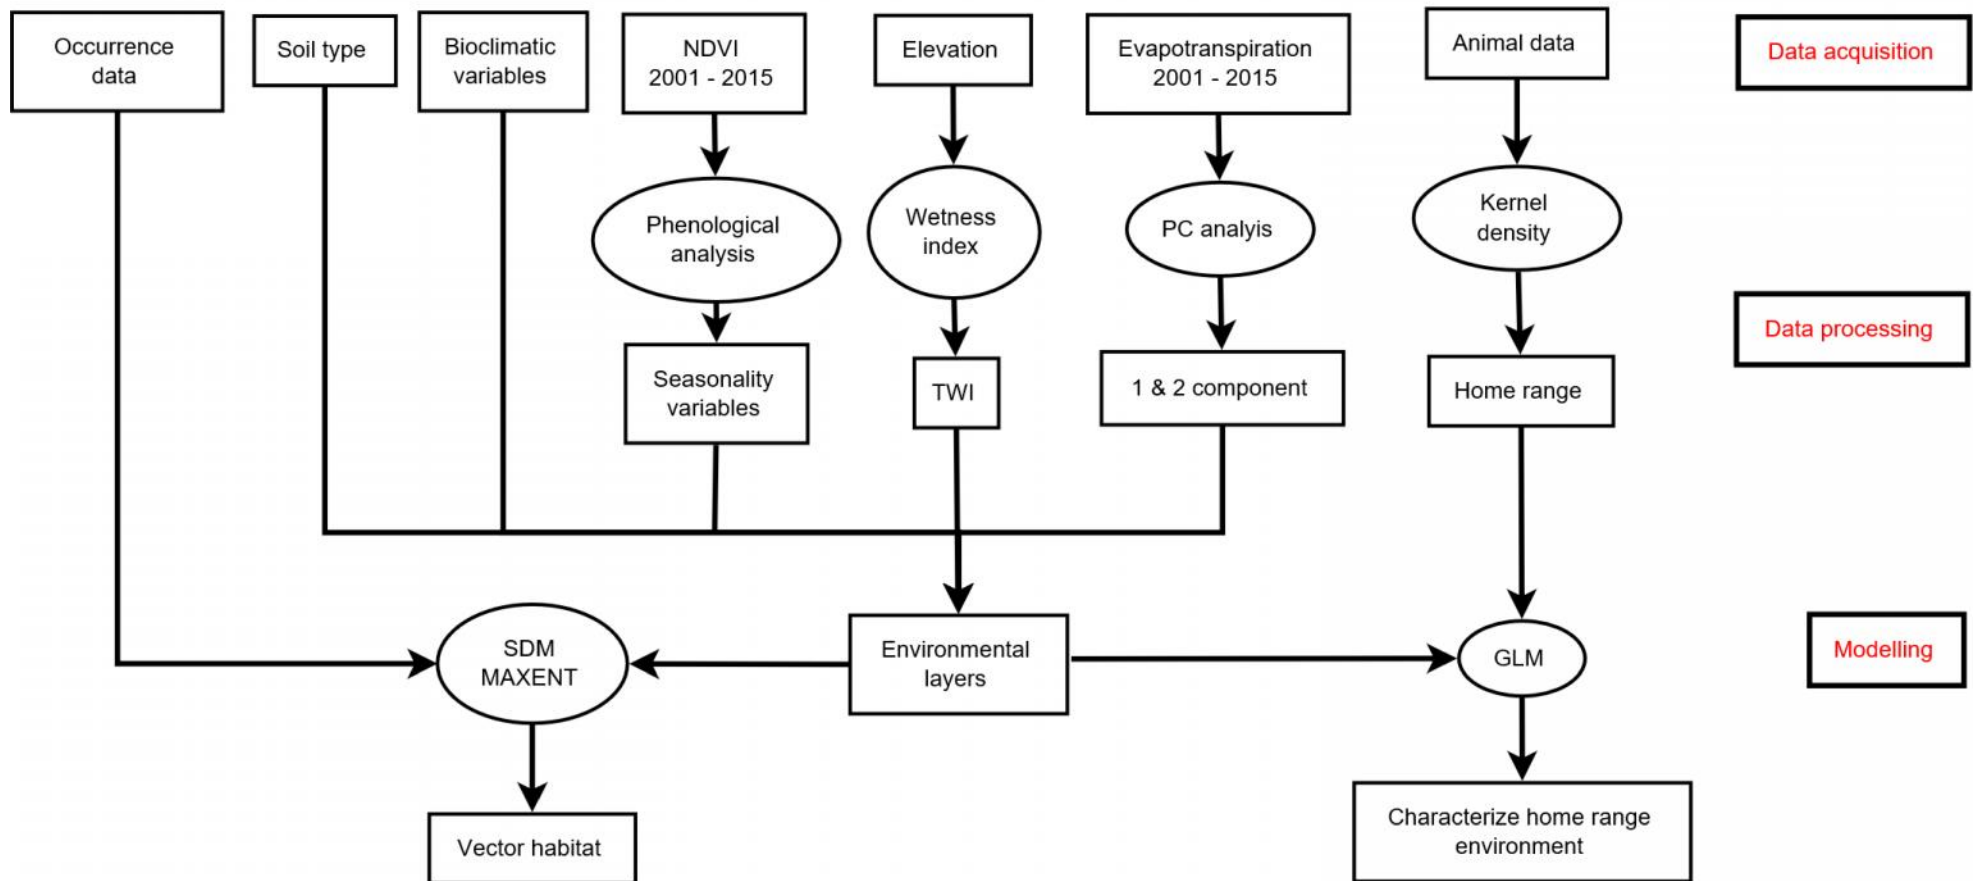 Occurrence
data
Soil type
Bioclimatic
variables
NDVI
2001 - 2015
Elevation
Evapotranspiration
2001 - 2015
Animal data
Data acquisition
Phenological
analysis
Wetness
index
PC analyis
Kernel
density
Data processing
Seasonality
variables
TWI
1 & 2 component
Home range
SDM
MAXENT
Environmental
layers
GLM
Modelling
Vector habitat
Characterize home range
environment